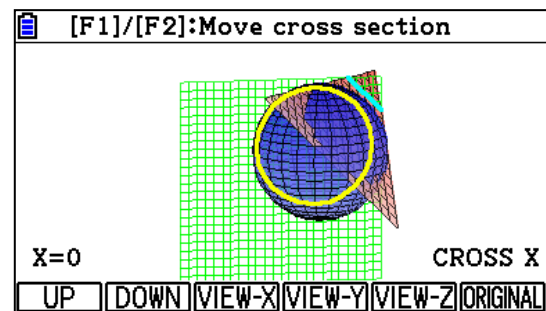 [F1]/[F2]:Move cross section
X=0 CROSS X
UP DOWN VIEW-X VIEW-Y VIEW-Z ORIGINAL